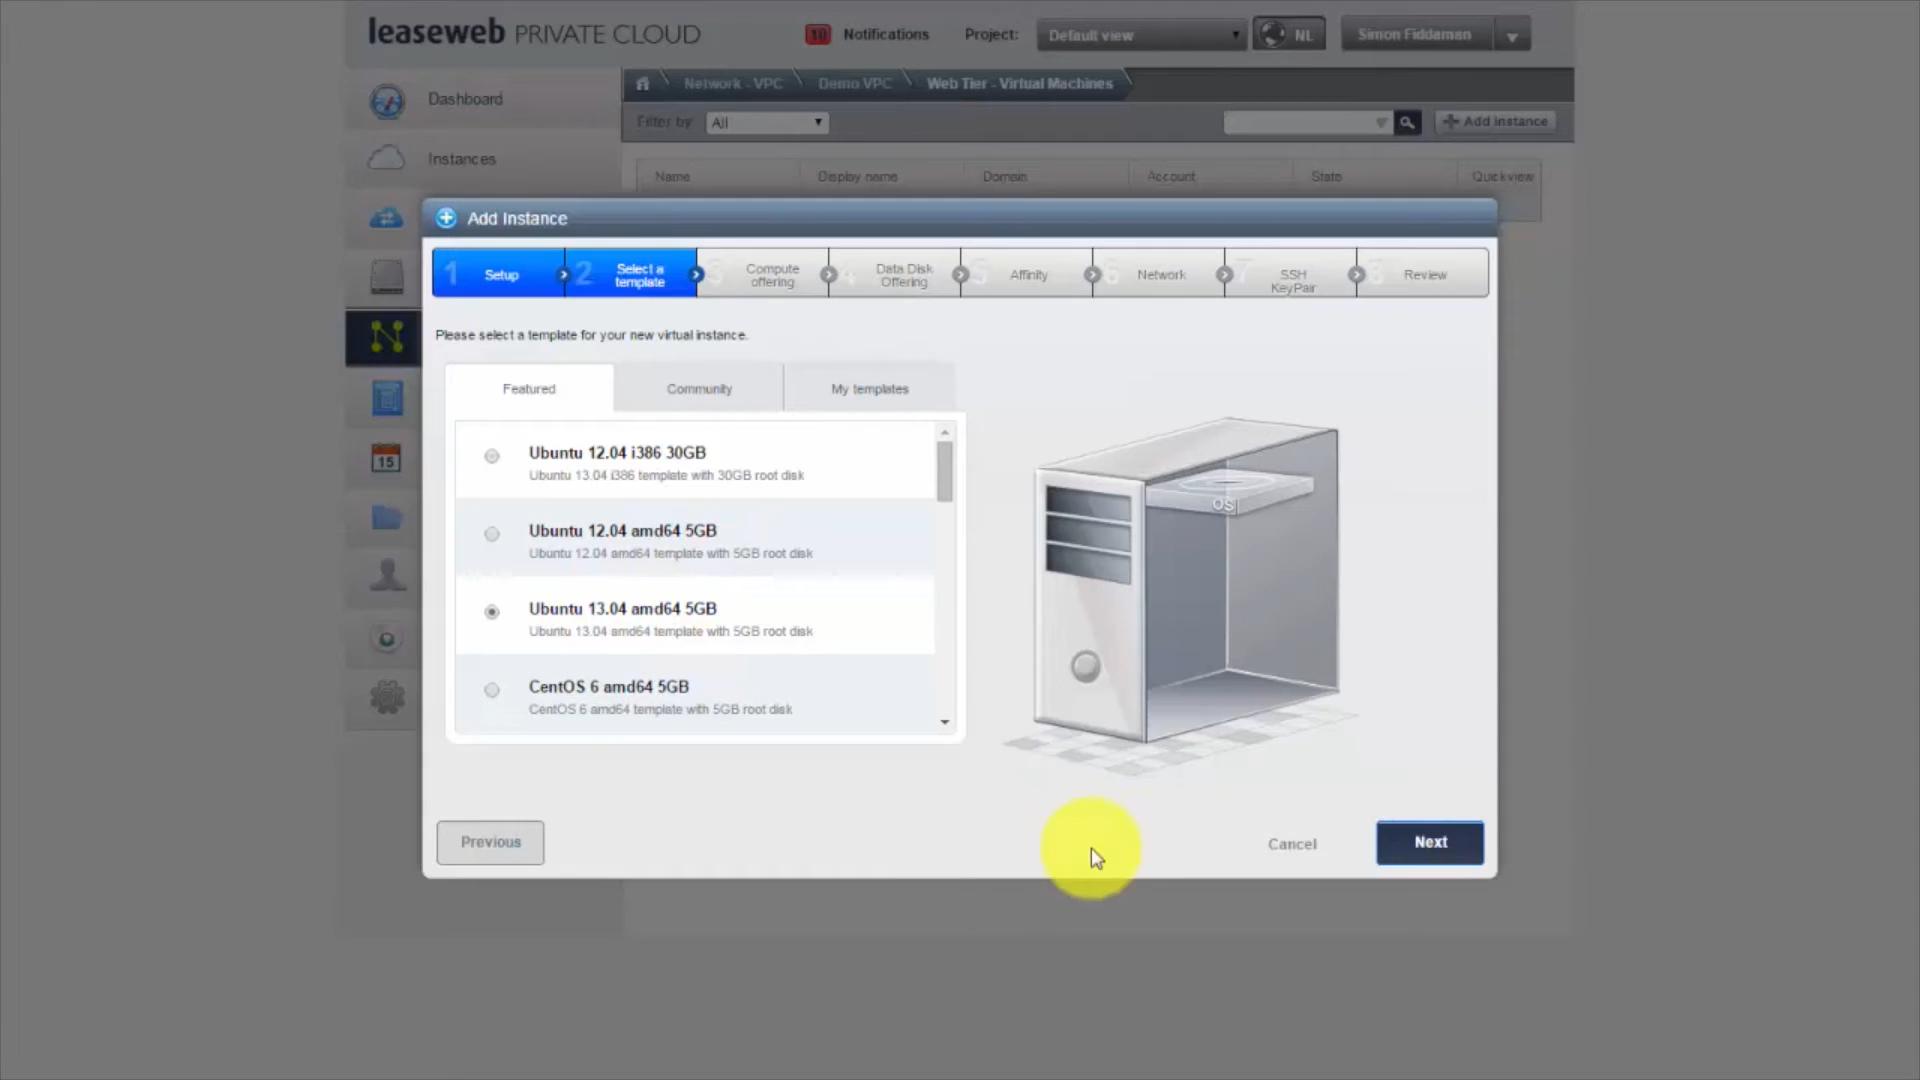 leaseweb PRIVATE CLOUD
10 Notifications Project: Default view NL Simon Fiddaman
Network - VPC Demo VPC Web Tier - Virtual Machines
Dashboard
Filter by All Add Instance
Instances
Name Display name Domain Account State Quickview
Add Instance
1 Setup 2 Select a template 3 Compute offering 4 Data Disk Offering 5 Affinity 6 Network 7 SSH KeyPair 8 Review
Please select a template for your new virtual instance.
Featured Community My templates
Ubuntu 12.04 i386 30GB
Ubuntu 13.04 i386 template with 30GB root disk
Ubuntu 12.04 amd64 5GB
Ubuntu 12.04 amd64 template with 5GB root disk
Ubuntu 13.04 amd64 5GB
Ubuntu 13.04 amd64 template with 5GB root disk
CentOS 6 amd64 5GB
CentOS 6 amd64 template with 5GB root disk
OS
15
Previous Cancel Next